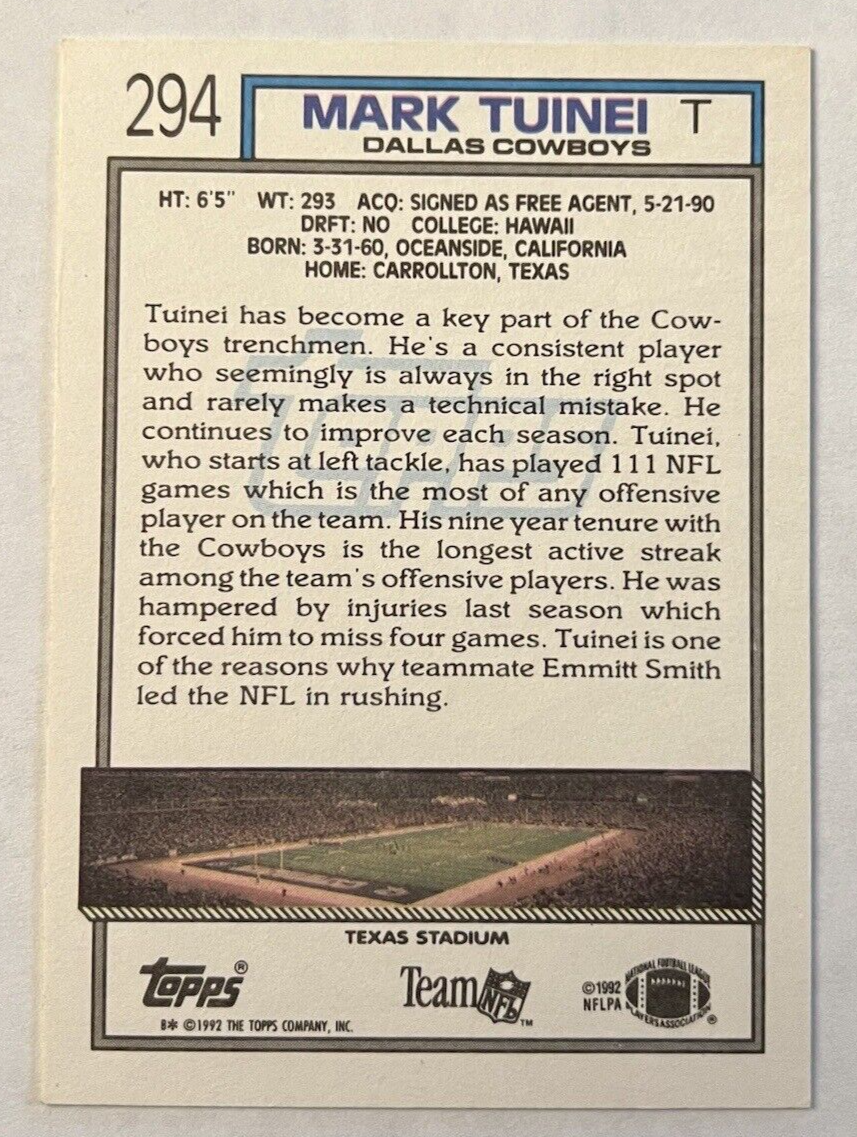 294
MARK TUINEI T
DALLAS COWBOYS
HT: 6'5" WT: 293 ACQ: SIGNED AS FREE AGENT, 5-21-90
DRFT: NO COLLEGE: HAWAII
BORN: 3-31-60, OCEANSIDE, CALIFORNIA
HOME: CARROLLTON, TEXAS
Tuinei has become a key part of the Cow-
boys trenchmen. He's a consistent player
who seemingly is always in the right spot
and rarely makes a technical mistake. He
continues to improve each season. Tuinei,
who starts at left tackle, has played 111 NFL
games which is the most of any offensive
player on the team. His nine year tenure with
the Cowboys is the longest active streak
among the team's offensive players. He was
hampered by injuries last season which
forced him to miss four games. Tuinei is one
of the reasons why teammate Emmitt Smith
led the NFL in rushing.
TEXAS STADIUM
TOPPS®
B* ©1992 THE TOPPS COMPANY, INC.
Team NFL™
©1992
NFLPA
NATIONAL FOOTBALL LEAGUE
PLAYERS ASSOCIATION ®